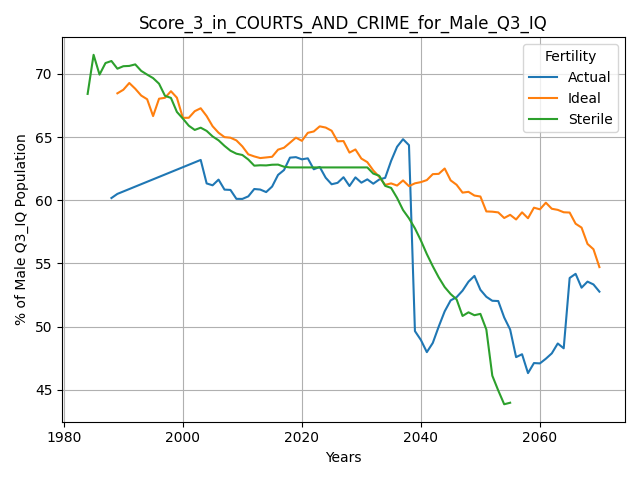 Score_3_in_COURTS_AND_CRIME_for_Male_Q3_IQ
% of Male Q3_IQ Population
70
65
60
55
50
45
Fertility
Actual
Ideal
Sterile
1980
2000
2020
2040
2060
Years